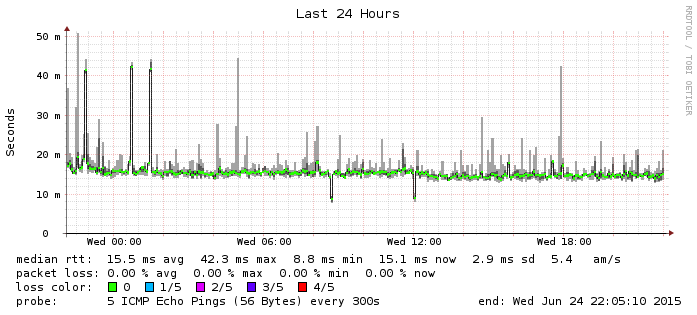 Last 24 Hours
RRDTOOL / TOBI OETIKER
Seconds
50 m
40 m
30 m
20 m
10 m
0
Wed 00:00 Wed 06:00 Wed 12:00 Wed 18:00
median rtt: 15.5 ms avg 42.3 ms max 8.8 ms min 15.1 ms now 2.9 ms sd 5.4 am/s
packet loss: 0.00 % avg 0.00 % max 0.00 % min 0.00 % now
loss color: 0 1/5 2/5 3/5 4/5
probe: 5 ICMP Echo Pings (56 Bytes) every 300s end: Wed Jun 24 22:05:10 2015